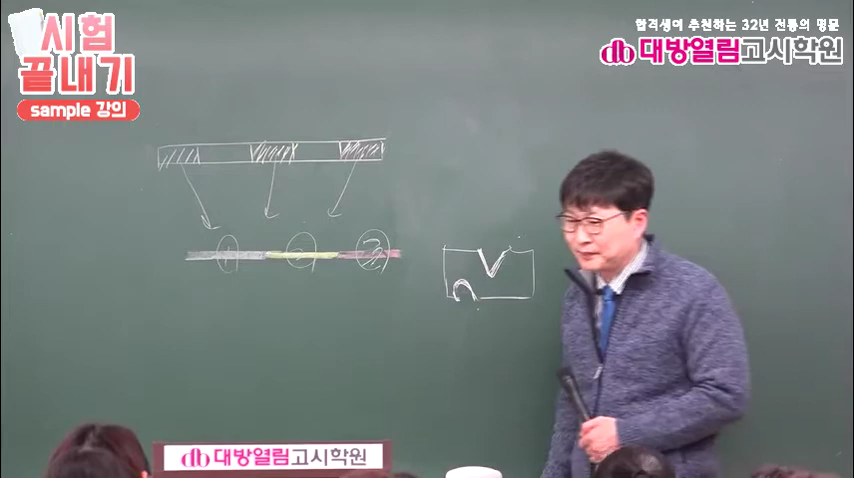 시험
끝내기
sample 강의
합격생이 추천하는 32년 전통의 명문
db 대방열림고시학원
1 2 3
db 대방열림고시학원